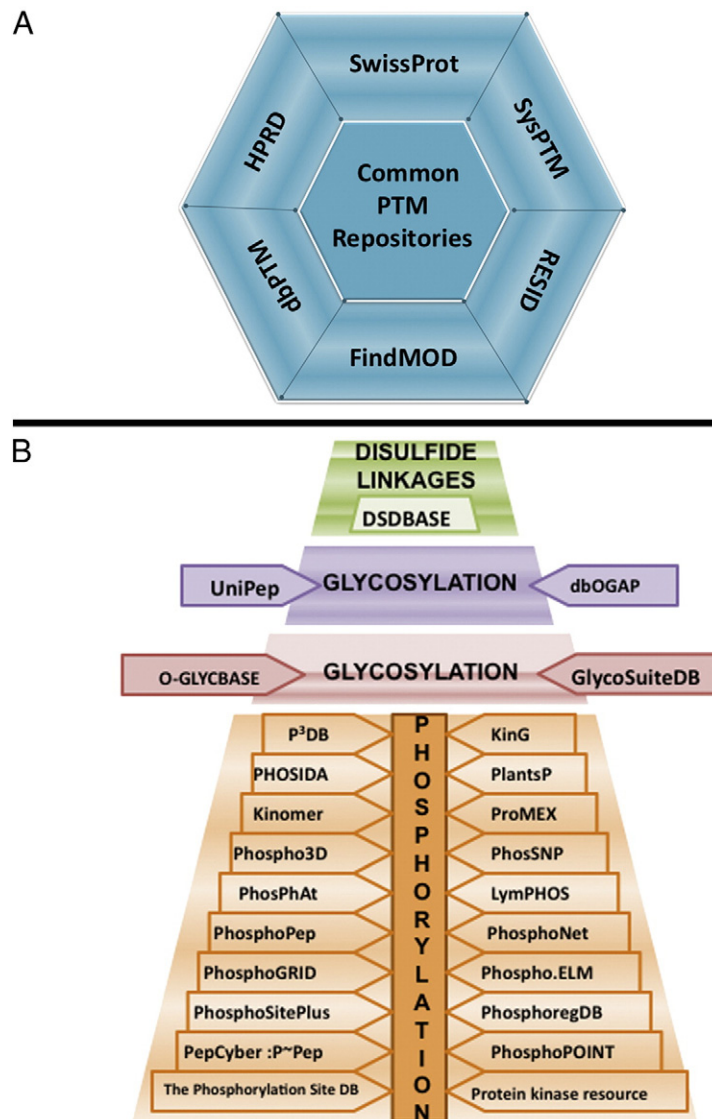 A
SwissProt
HPRD
SysPTM
Common
PTM
Repositories
dbPTM
RESID
FindMOD
B
DISULFIDE
LINKAGES
DSDBASE
UniPep
GLYCOSYLATION
dbOGAP
O-GLYCBASE
GLYCOSYLATION
GlycoSuiteDB
PHOSPHORYLATION
P³DB
KinG
PHOSIDA
PlantsP
Kinomer
ProMEX
Phospho3D
PhosSNP
PhosPhAt
LymPHOS
PhosphoPep
PhosphoNet
PhosphoGRID
Phospho.ELM
PhosphoSitePlus
PhosphoregDB
PepCyber :P~Pep
PhosphoPOINT
The Phosphorylation Site DB
Protein kinase resource